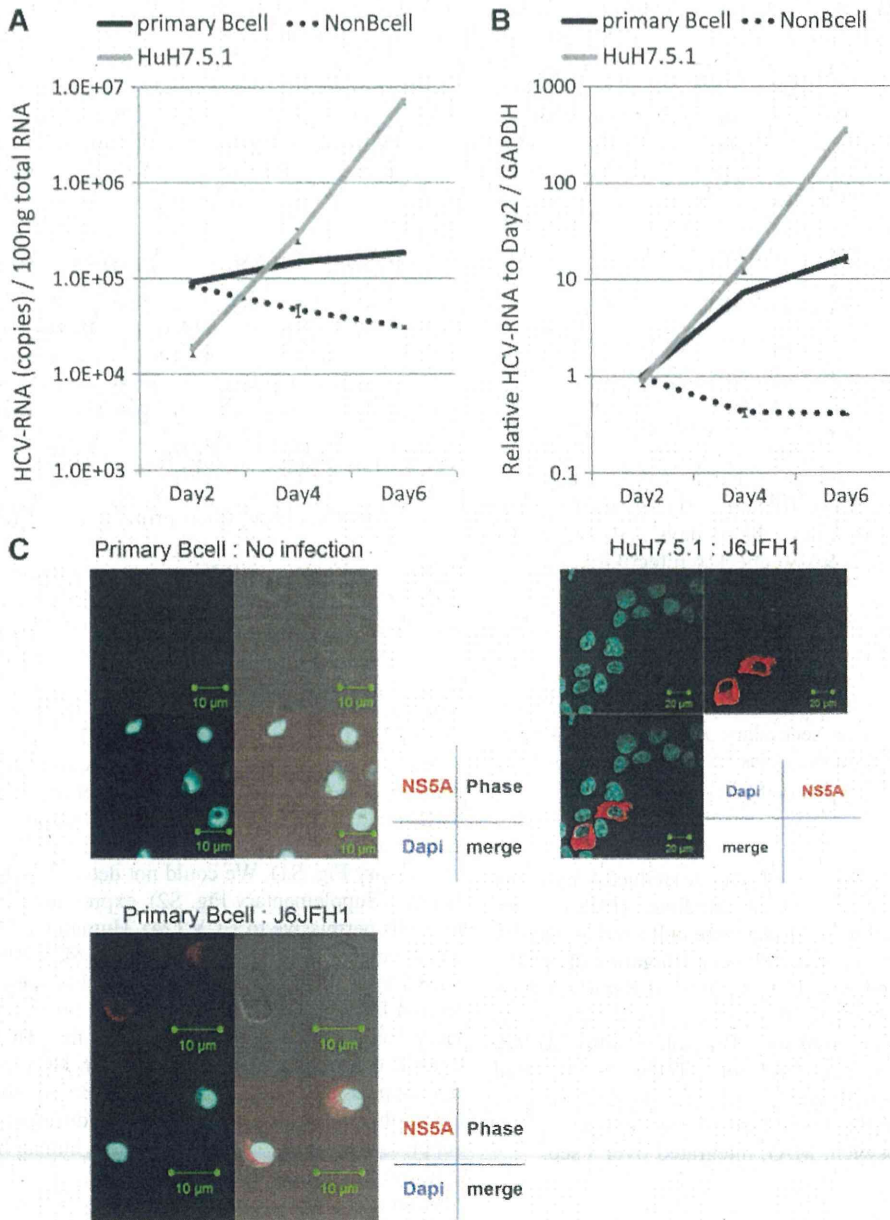 A
primary Bcell NonBcell
HuH7.5.1
HCV-RNA (copies) / 100ng total RNA
1.0E+07
1.0E+06
1.0E+05
1.0E+04
1.0E+03
Day2 Day4 Day6
B
primary Bcell NonBcell
HuH7.5.1
Relative HCV-RNA to Day2 / GAPDH
1000
100
10
1
0.1
Day2 Day4 Day6
C
Primary Bcell : No infection
10 µm 10 µm
10 µm 10 µm
NS5A Phase
Dapi merge
HuH7.5.1 : J6JFH1
20 µm 20 µm
20 µm
Dapi NS5A
merge
Primary Bcell : J6JFH1
10 µm 10 µm
10 µm 10 µm
NS5A Phase
Dapi merge